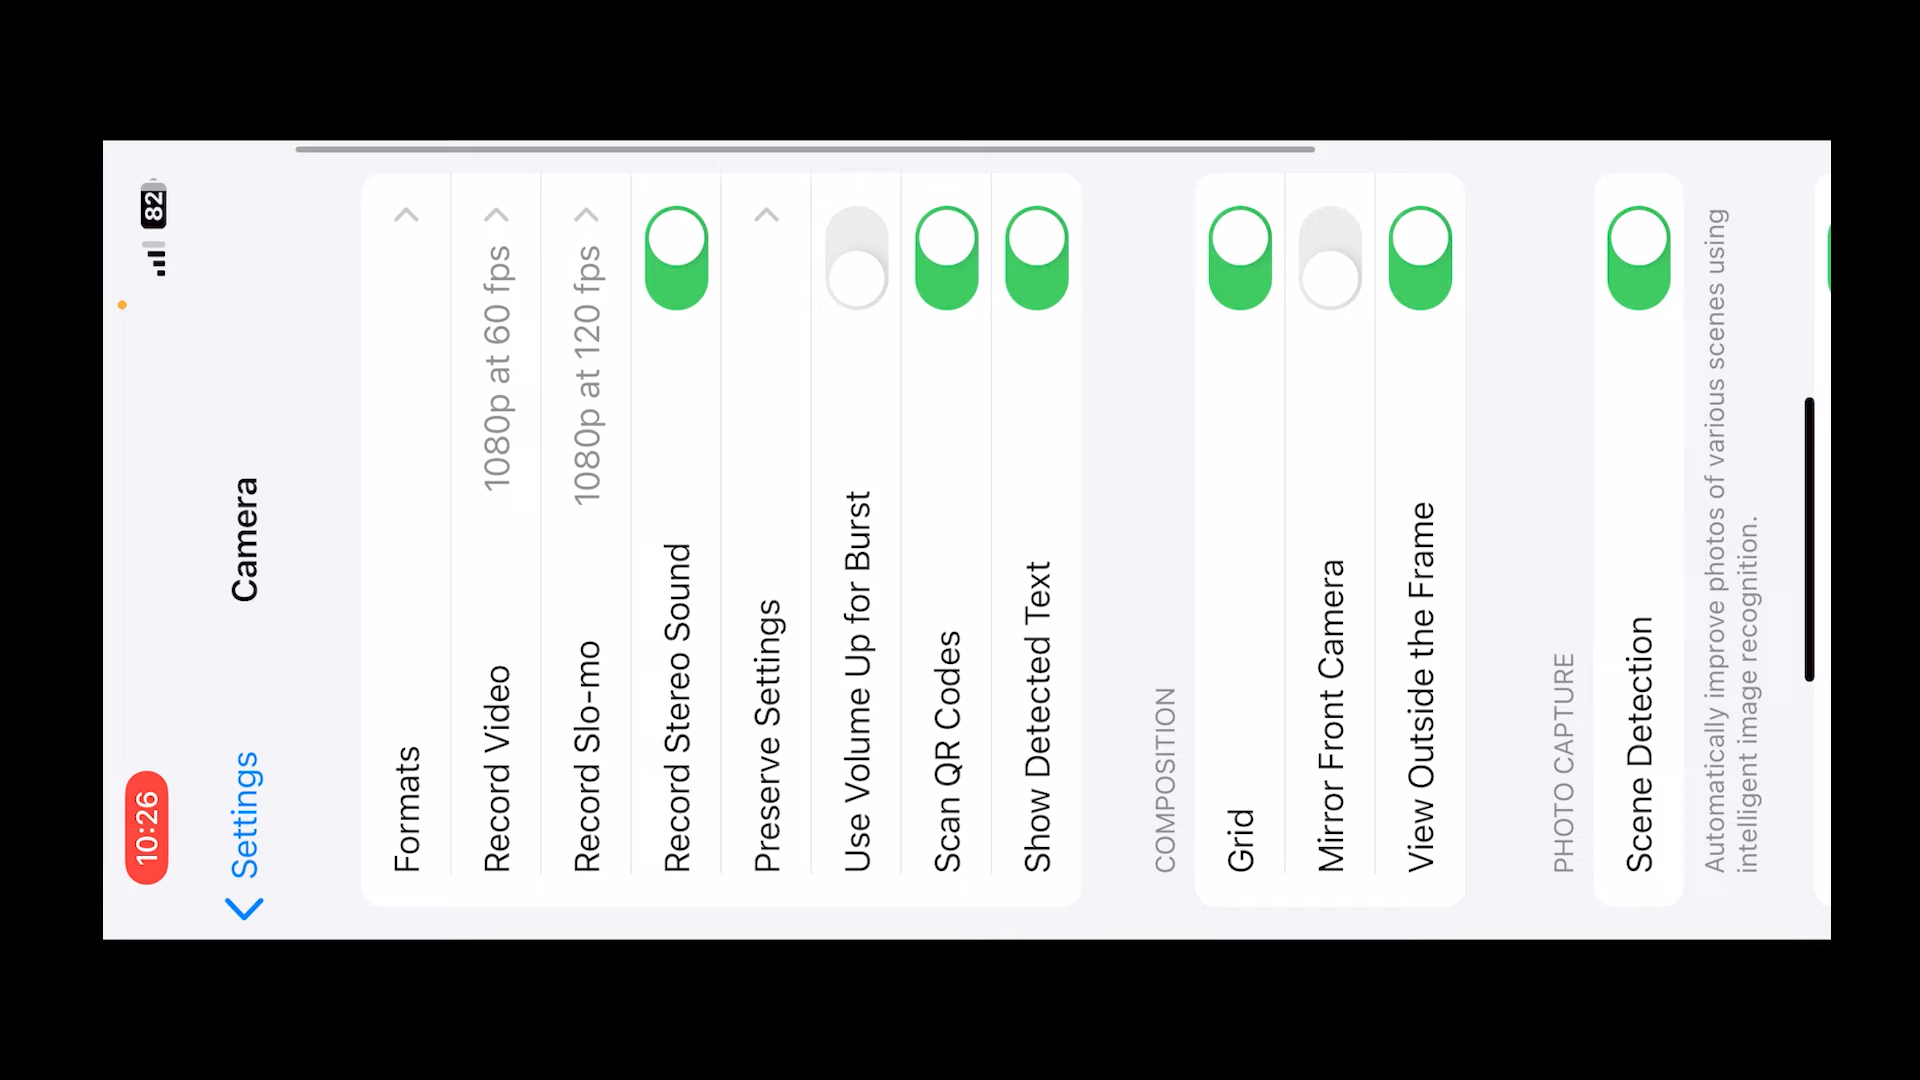 10:26
82
Settings
Camera
Formats
Record Video 1080p at 60 fps
Record Slo-mo 1080p at 120 fps
Record Stereo Sound
Preserve Settings
Use Volume Up for Burst
Scan QR Codes
Show Detected Text
COMPOSITION
Grid
Mirror Front Camera
View Outside the Frame
PHOTO CAPTURE
Scene Detection
Automatically improve photos of various scenes using
intelligent image recognition.